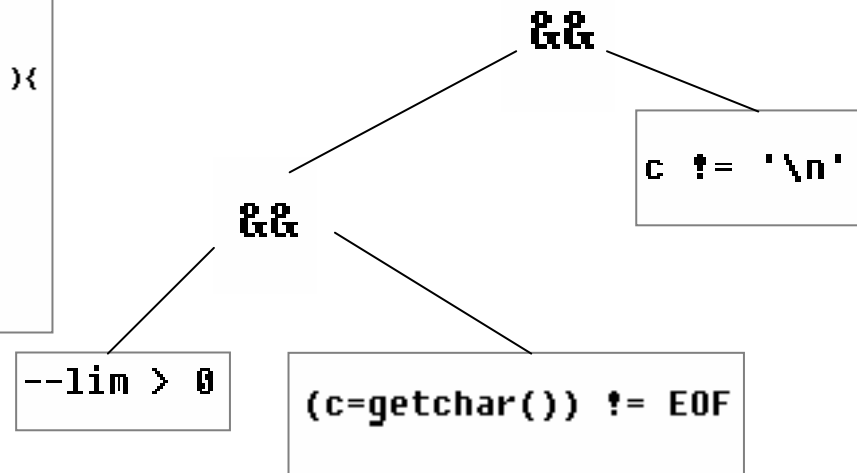 &&
){
c != '\n'
&&
--lim > 0
(c=getchar()) != EOF